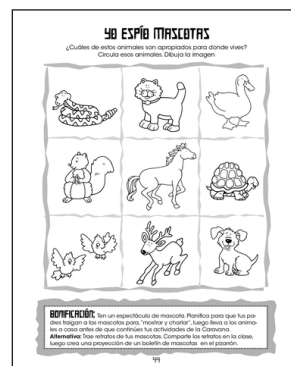 YO ESPÍO MASCOTAS
¿Cuáles de estos animales son apropiados para donde vives?
Circula esos animales. Dibuja la imagen
BONIFICACIÓN: Ten un espectáculo de mascota. Planifica para que tus pa-
dres traigan a las mascotas para, "mostrar y charlar", luego lleva a los anima-
les a casa antes de que continúes tus actividades de la Caravana.
Alternativa: Trae retratos de tus mascotas. Comparte los retratos en la clase,
luego crea una proyección de un boletín de mascotas en el pizarrón.
44